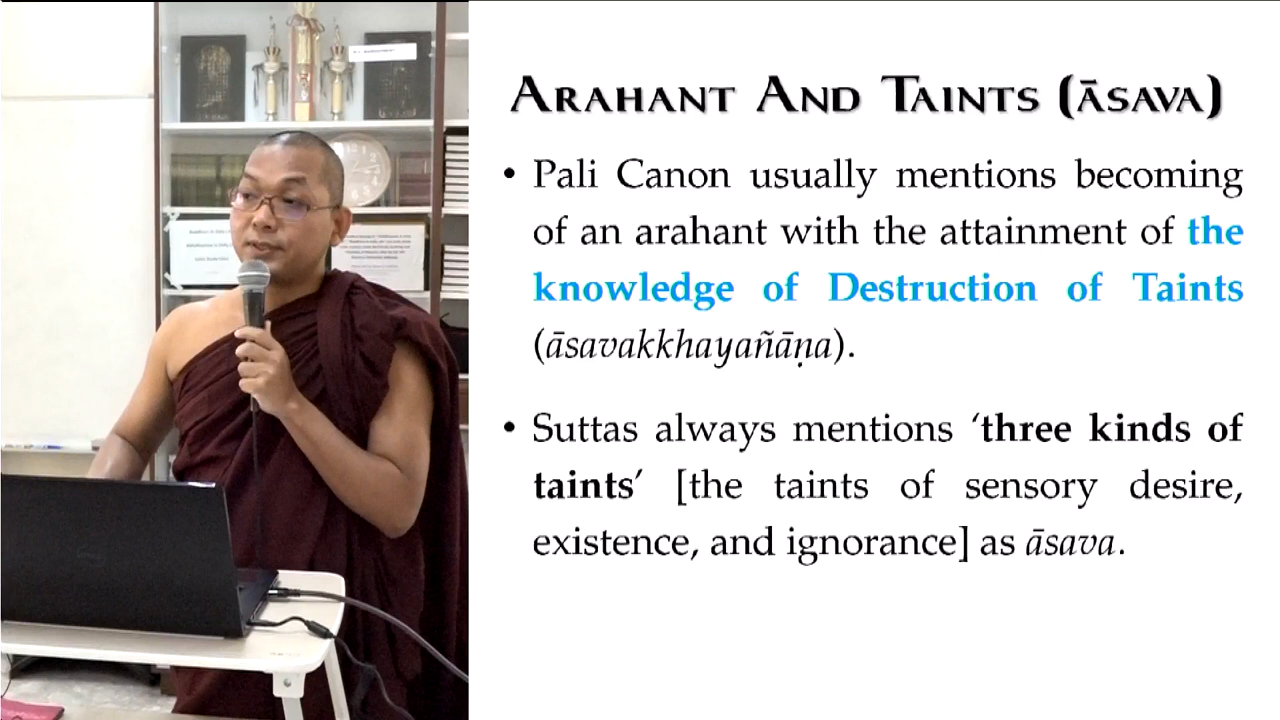 ARAHANT AND TAINTS (ĀSAVA)
• Pali Canon usually mentions becoming
of an arahant with the attainment of the
knowledge of Destruction of Taints
(āsavakkhayañāṇa).
• Suttas always mentions ‘three kinds of
taints’ [the taints of sensory desire,
existence, and ignorance] as āsava.